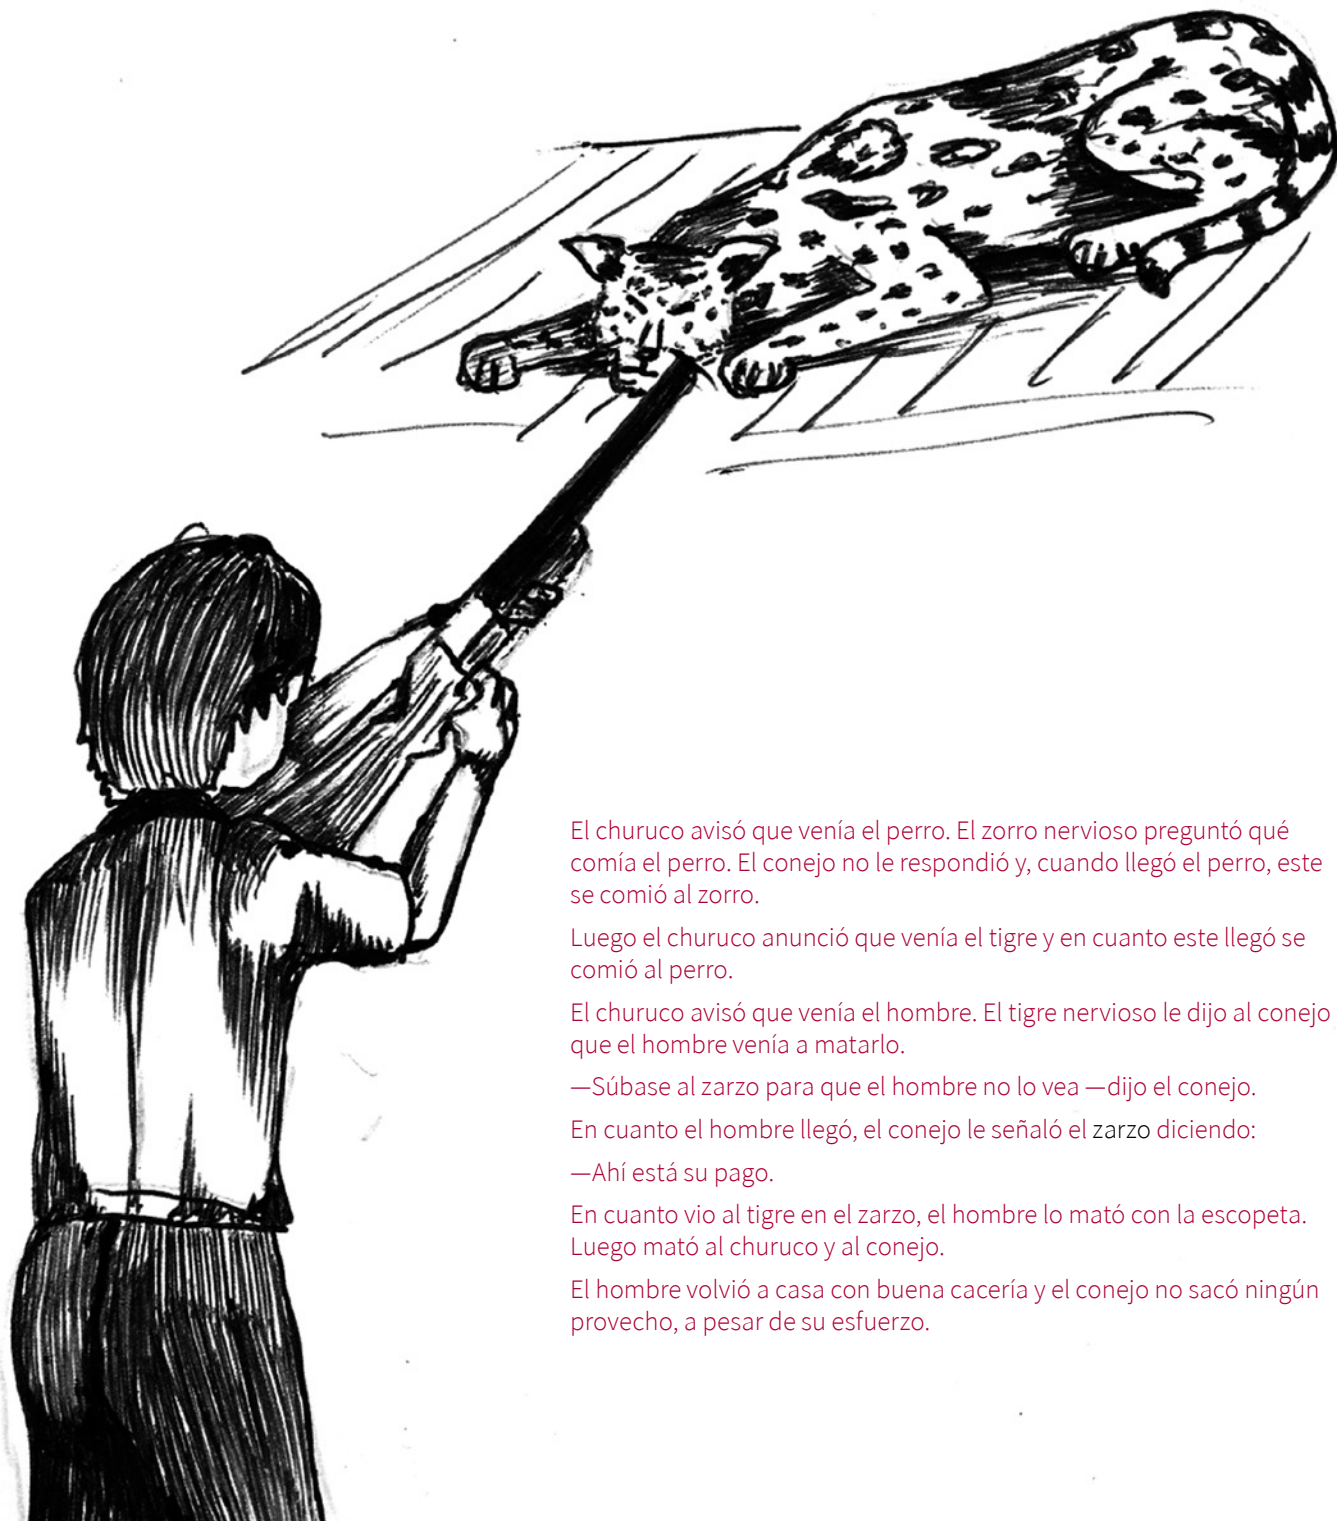 El churuco avisó que venía el perro. El zorro nervioso preguntó qué
comía el perro. El conejo no le respondió y, cuando llegó el perro, este
se comió al zorro.
Luego el churuco anunció que venía el tigre y en cuanto este llegó se
comió al perro.
El churuco avisó que venía el hombre. El tigre nervioso le dijo al conejo
que el hombre venía a matarlo.
—Súbase al zarzo para que el hombre no lo vea —dijo el conejo.
En cuanto el hombre llegó, el conejo le señaló el zarzo diciendo:
—Ahí está su pago.
En cuanto vio al tigre en el zarzo, el hombre lo mató con la escopeta.
Luego mató al churuco y al conejo.
El hombre volvió a casa con buena cacería y el conejo no sacó ningún
provecho, a pesar de su esfuerzo.